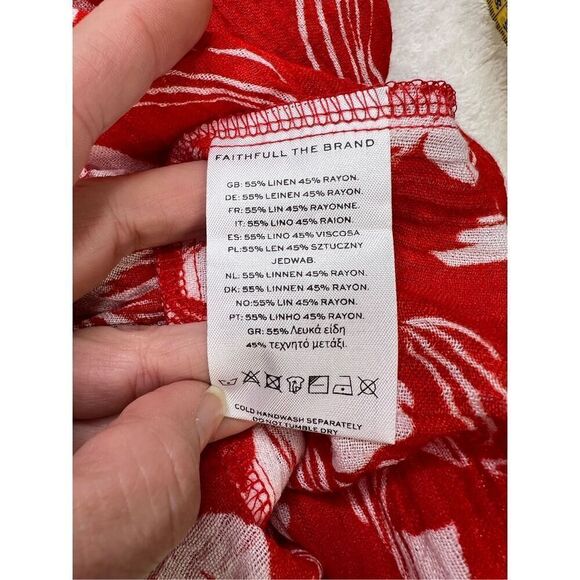 FAITHFULL THE BRAND
GB: 55% LINEN 45% RAYON.
DE: 55% LEINEN 45% RAYON.
FR: 55% LIN 45% RAYONNE.
IT: 55% LINO 45% RAION.
ES: 55% LINO 45% VISCOSA
PL: 55% LEN 45% SZTUCZNY
JEDWAB.
NL: 55% LINNEN 45% RAYON.
DK: 55% LINNEN 45% RAYON.
NO: 55% LIN 45% RAYON.
PT: 55% LINHO 45% RAYON.
GR: 55% Λευκά είδη
45% τεχνητό μετάξι.
COLD HANDWASH SEPARATELY
DO NOT TUMBLE DRY